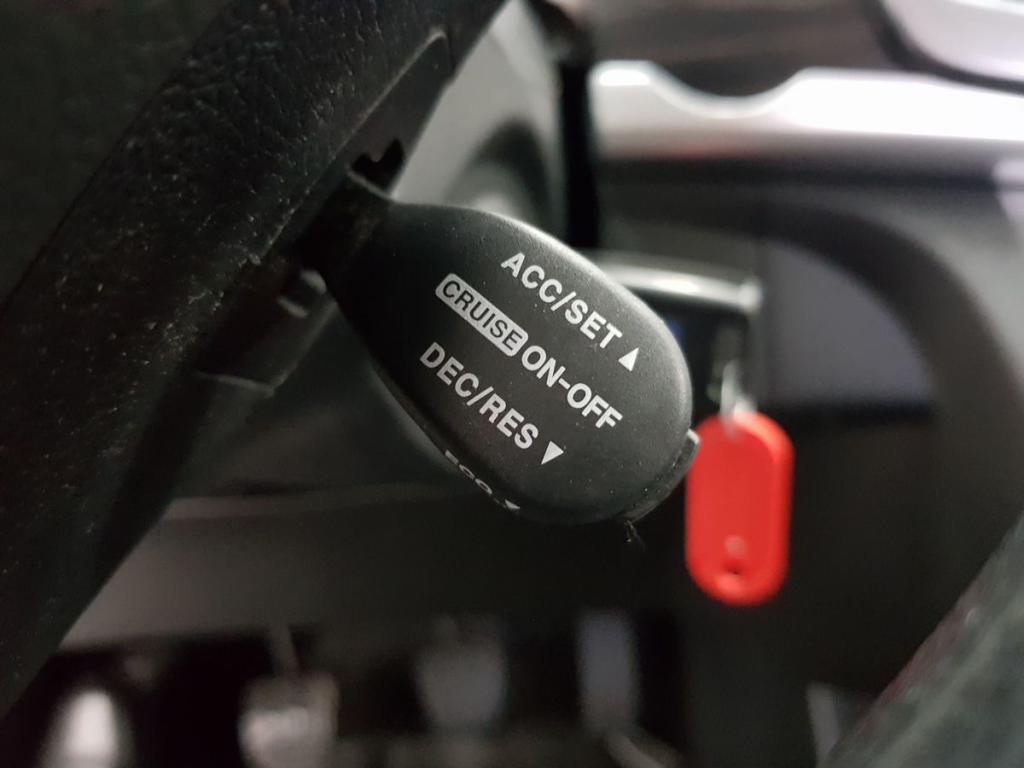 ACC/SET ▲
CRUISE ON-OFF
DEC/RES ▼